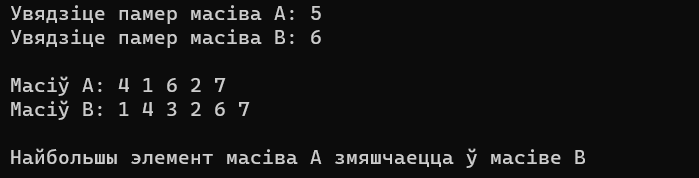 Увядзіце памер масіва A: 5
Увядзіце памер масіва B: 6
Масіў A: 4 1 6 2 7
Масіў B: 1 4 3 2 6 7
Найбольшы элемент масіва A змяшчаецца ў масіве B